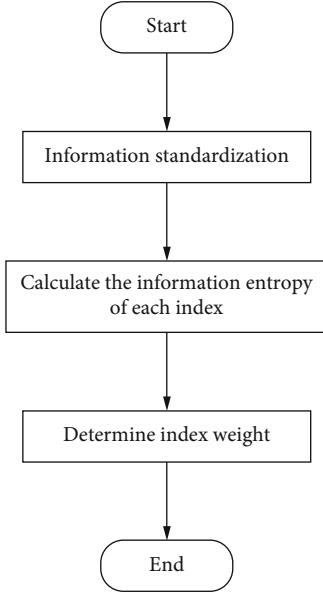 Start
Information standardization
Calculate the information entropy
of each index
Determine index weight
End